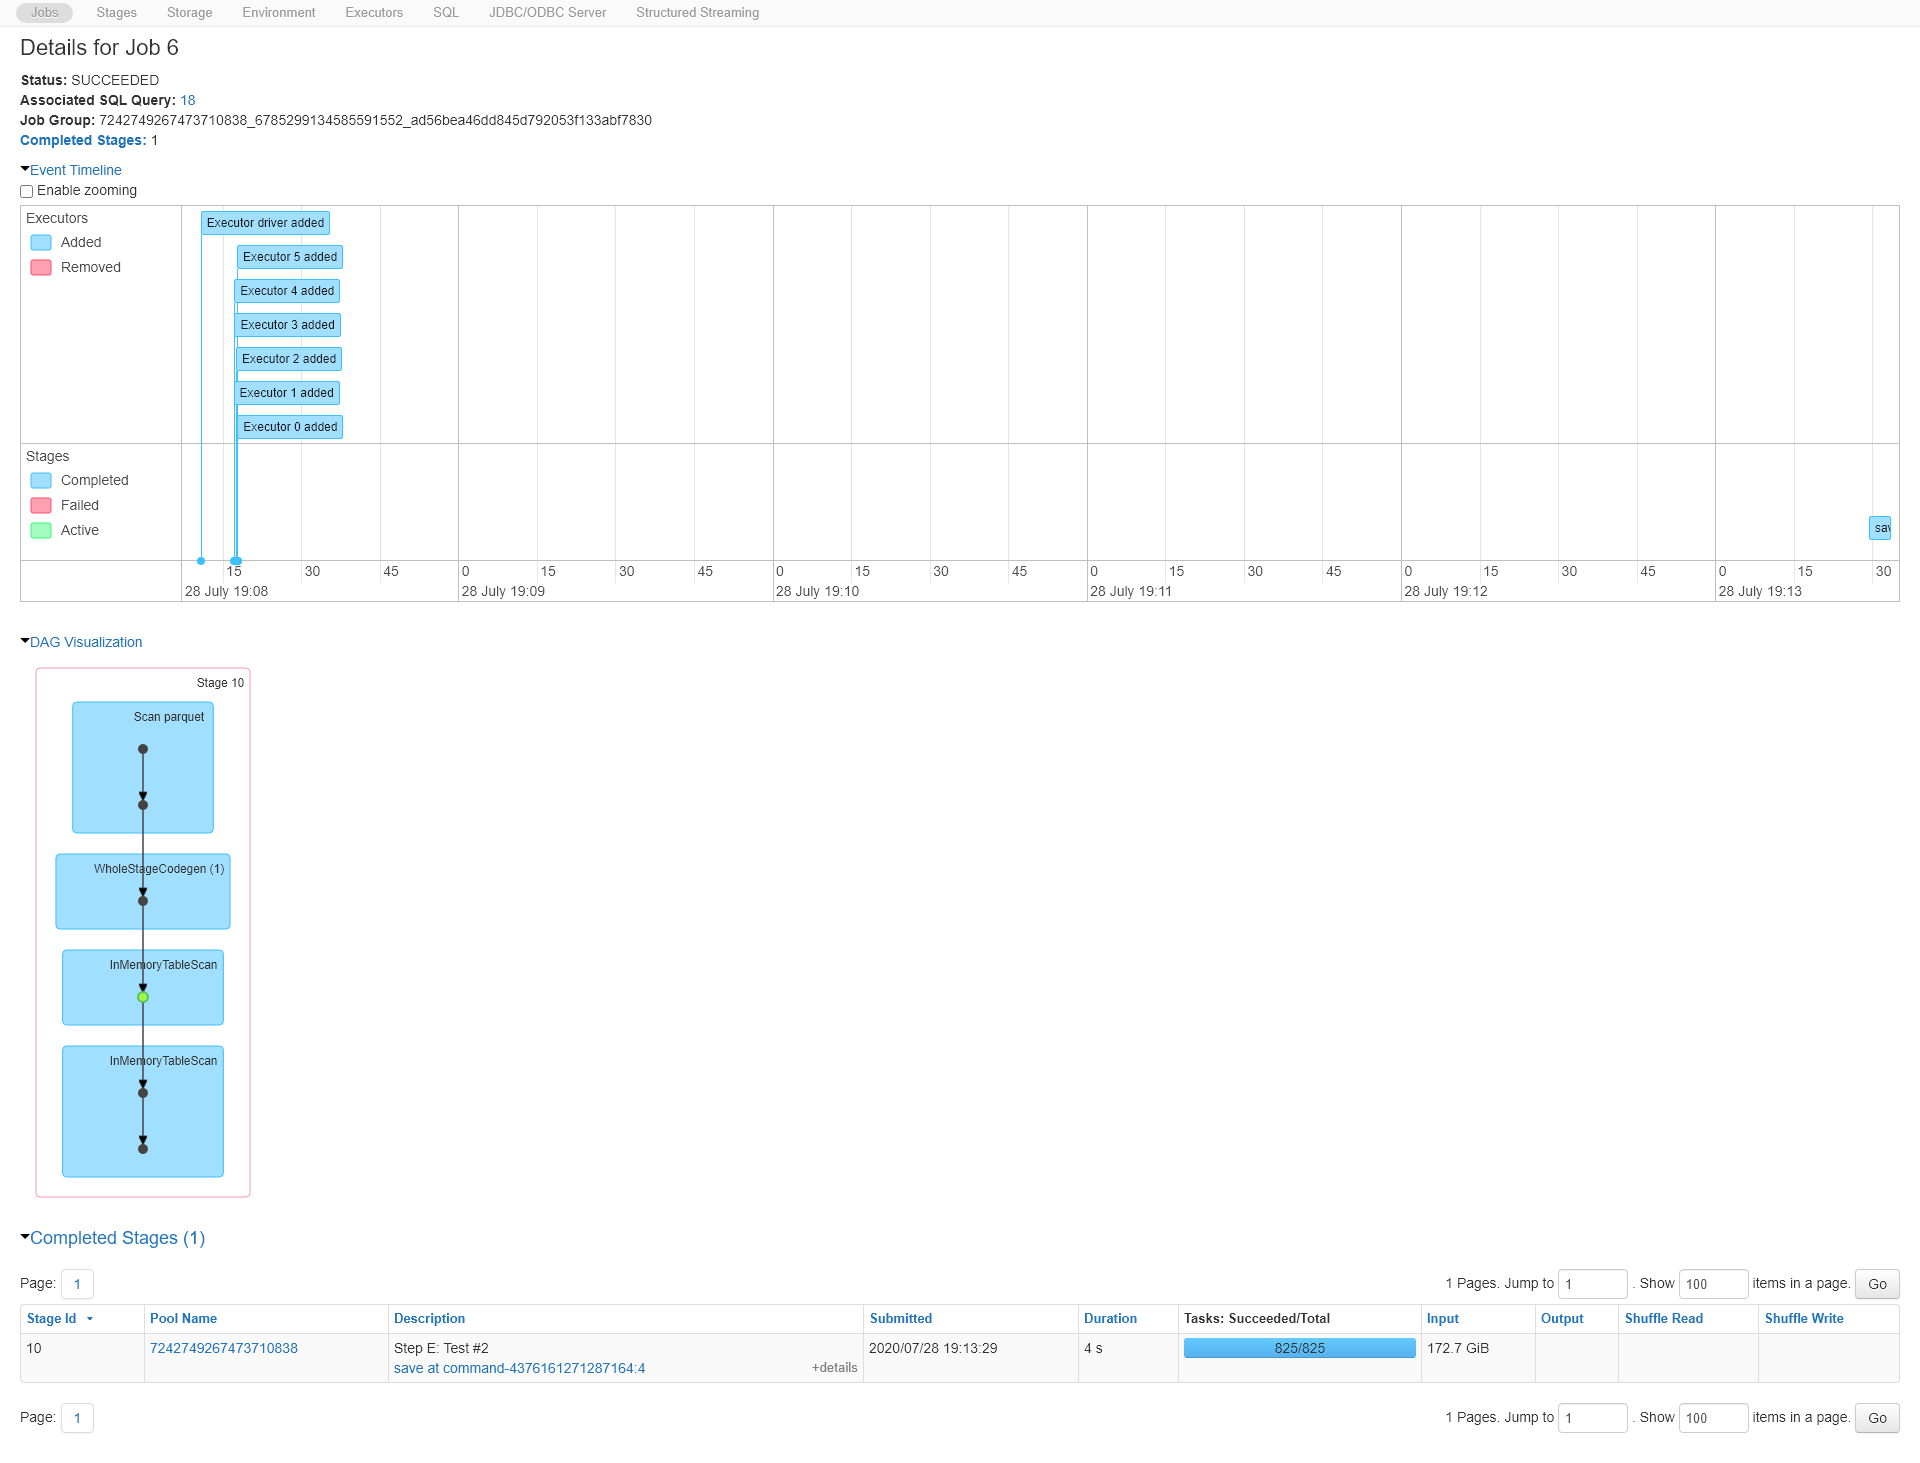 Jobs Stages Storage Environment Executors SQL JDBC/ODBC Server Structured Streaming
Details for Job 6
Status: SUCCEEDED
Associated SQL Query: 18
Job Group: 7242749267473710838_6785299134585591552_ad56bea46dd845d792053f133abf7830
Completed Stages: 1
Event Timeline
Enable zooming
Executors
Added
Removed
Executor driver added
Executor 5 added
Executor 4 added
Executor 3 added
Executor 2 added
Executor 1 added
Executor 0 added
Stages
Completed
Failed
Active
sav
15 30 45 0 15 30 45 0 15 30 45 0 15 30 45 0 15 30 45 0 15 30
28 July 19:08 28 July 19:09 28 July 19:10 28 July 19:11 28 July 19:12 28 July 19:13
DAG Visualization
Stage 10
Scan parquet
WholeStageCodegen (1)
InMemoryTableScan
InMemoryTableScan
Completed Stages (1)
Page: 1 1 Pages. Jump to 1 . Show 100 items in a page. Go
Stage Id Pool Name Description Submitted Duration Tasks: Succeeded/Total Input Output Shuffle Read Shuffle Write
10 7242749267473710838 Step E: Test #2 2020/07/28 19:13:29 4 s 825/825 172.7 GiB
save at command-4376161271287164:4 +details
Page: 1 1 Pages. Jump to 1 . Show 100 items in a page. Go